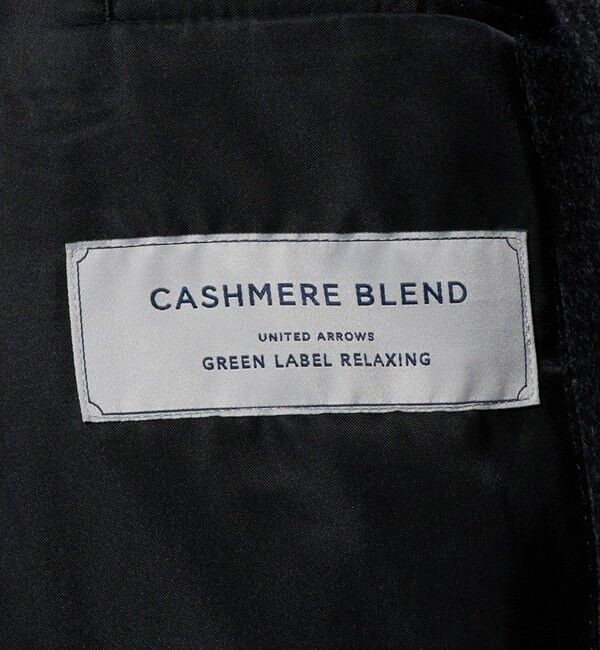 CASHMERE BLEND
UNITED ARROWS
GREEN LABEL RELAXING